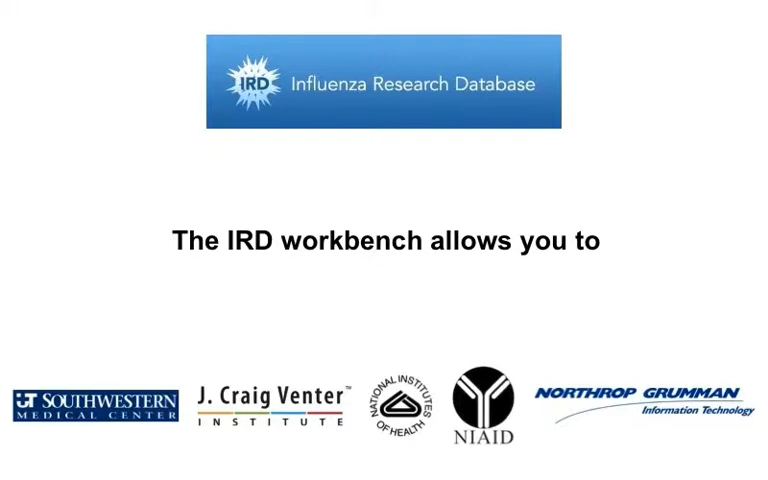 IRD Influenza Research Database
The IRD workbench allows you to
UT SOUTHWESTERN
MEDICAL CENTER
J. Craig Venter™
INSTITUTE
NATIONAL INSTITUTES
OF HEALTH
NIAID
NORTHROP GRUMMAN
Information Technology